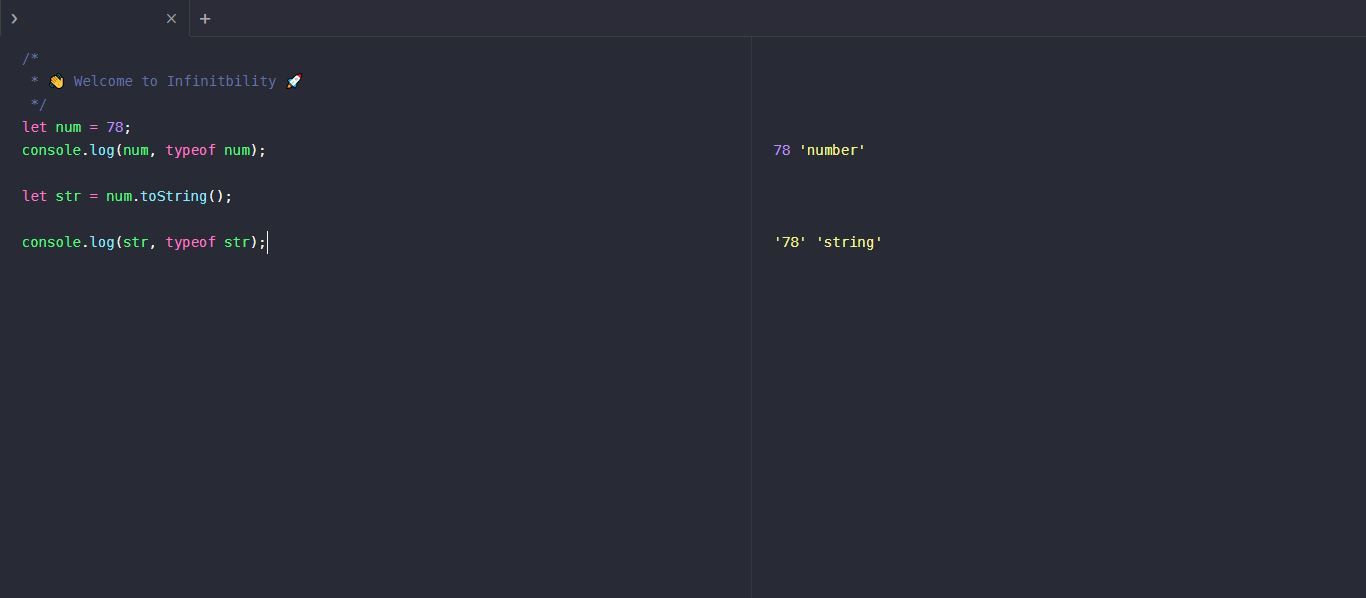 /*
* 👋 Welcome to Infinitbility 🚀
*/
let num = 78;
console.log(num, typeof num); 78 'number'
let str = num.toString();
console.log(str, typeof str); '78' 'string'